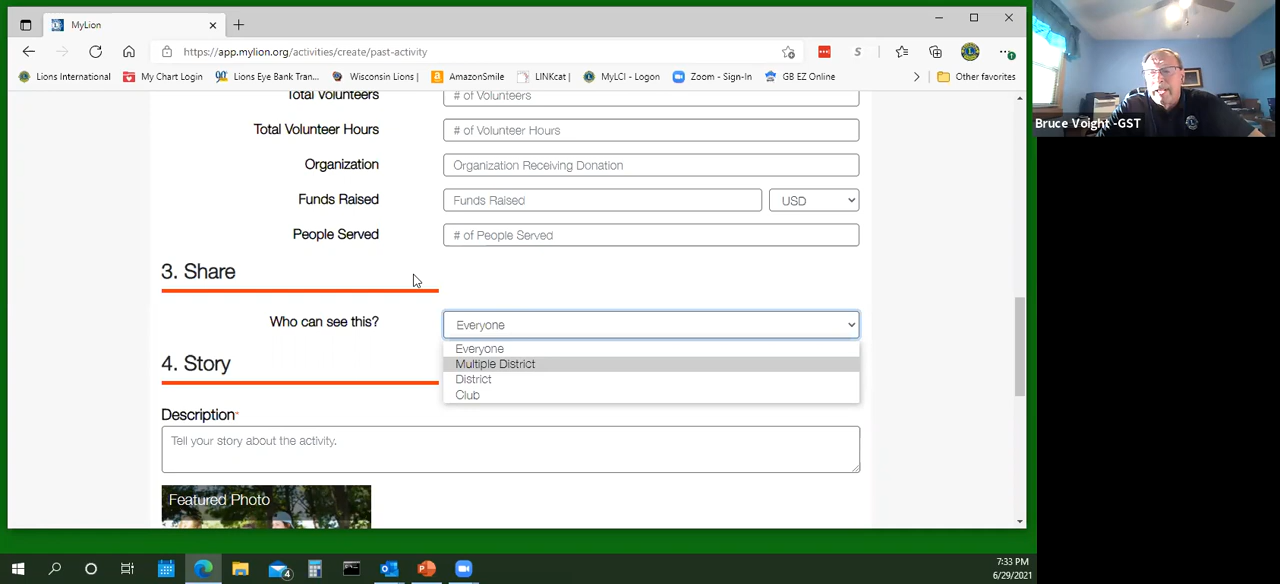 MyLion
https://app.mylion.org/activities/create/past-activity
Lions International
My Chart Login
Lions Eye Bank Tran...
Wisconsin Lions |
AmazonSmile
LINKcat |
MyLCI - Logon
Zoom - Sign-In
GB EZ Online
Other favorites
Total Volunteers
# of Volunteers
Total Volunteer Hours
# of Volunteer Hours
Organization
Organization Receiving Donation
Funds Raised
Funds Raised
USD
People Served
# of People Served
3. Share
Who can see this?
Everyone
Everyone
Multiple District
District
Club
4. Story
Description*
Tell your story about the activity.
Featured Photo
Bruce Voight -GST
4
7:33 PM
6/29/2021